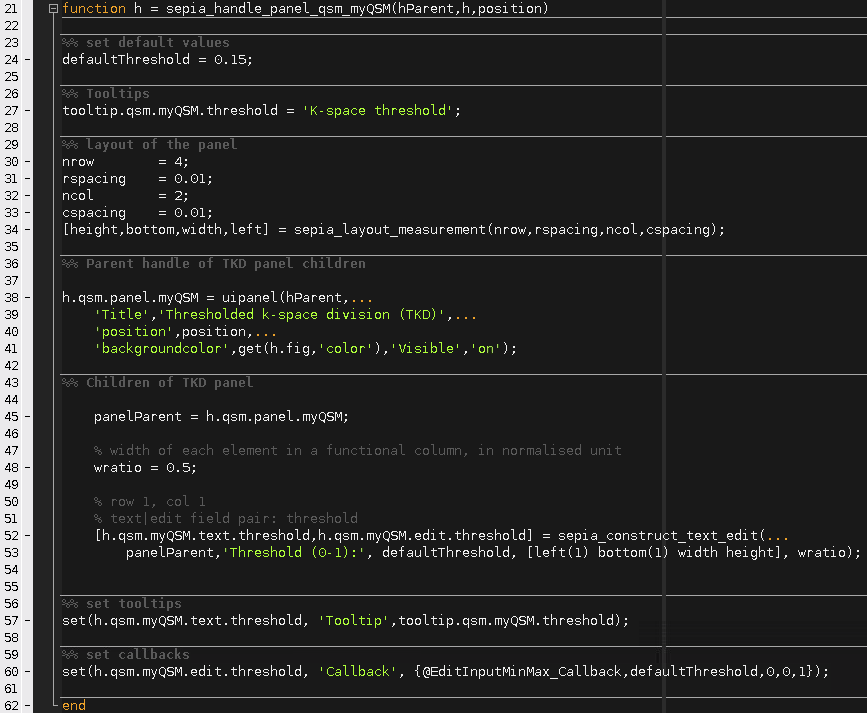 21 function h = sepia_handle_panel_qsm_myQSM(hParent,h,position)
22
23 %% set default values
24 - defaultThreshold = 0.15;
25
26 %% Tooltips
27 - tooltip.qsm.myQSM.threshold = 'K-space threshold';
28
29 %% layout of the panel
30 - nrow        = 4;
31 - rspacing    = 0.01;
32 - ncol        = 2;
33 - cspacing    = 0.01;
34 - [height,bottom,width,left] = sepia_layout_measurement(nrow,rspacing,ncol,cspacing);
35
36 %% Parent handle of TKD panel children
37
38 - h.qsm.panel.myQSM = uipanel(hParent,...
39     'Title','Thresholded k-space division (TKD)',...
40     'position',position,...
41     'backgroundcolor',get(h.fig,'color'),'Visible','on');
42
43 %% Children of TKD panel
44
45 -     panelParent = h.qsm.panel.myQSM;
46
47     % width of each element in a functional column, in normalised unit
48 -     wratio = 0.5;
49
50     % row 1, col 1
51     % text|edit field pair: threshold
52 -     [h.qsm.myQSM.text.threshold,h.qsm.myQSM.edit.threshold] = sepia_construct_text_edit(...
53         panelParent,'Threshold (0-1):', defaultThreshold, [left(1) bottom(1) width height], wratio);
54
55
56 %% set tooltips
57 - set(h.qsm.myQSM.text.threshold, 'Tooltip',tooltip.qsm.myQSM.threshold);
58
59 %% set callbacks
60 - set(h.qsm.myQSM.edit.threshold, 'Callback', {@EditInputMinMax_Callback,defaultThreshold,0,0,1});
61
62 - end